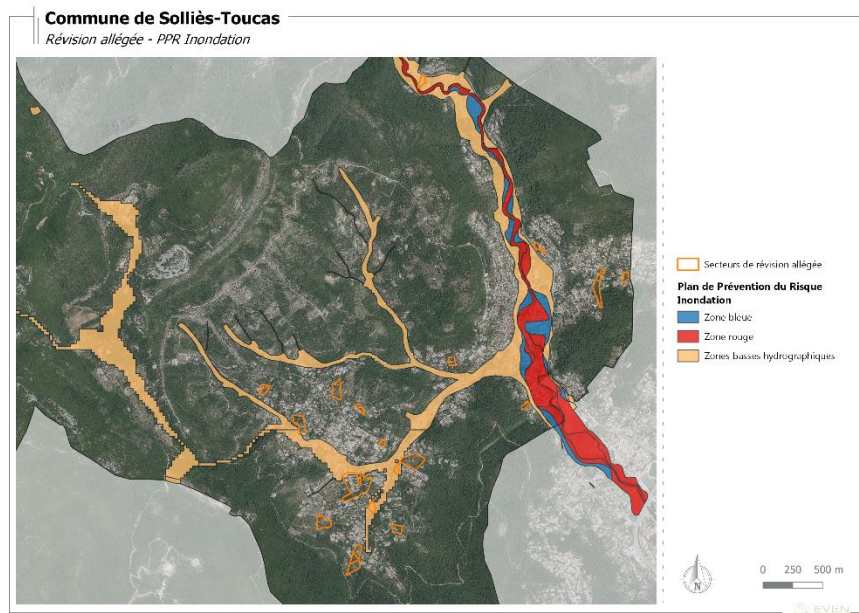 Commune de Solliès-Toucas
Révision allégée - PPR Inondation
Secteurs de révision allégée
Plan de Prévention du Risque
Inondation
Zone bleue
Zone rouge
Zones basses hydrographiques
N
0 250 500 m
EVEN